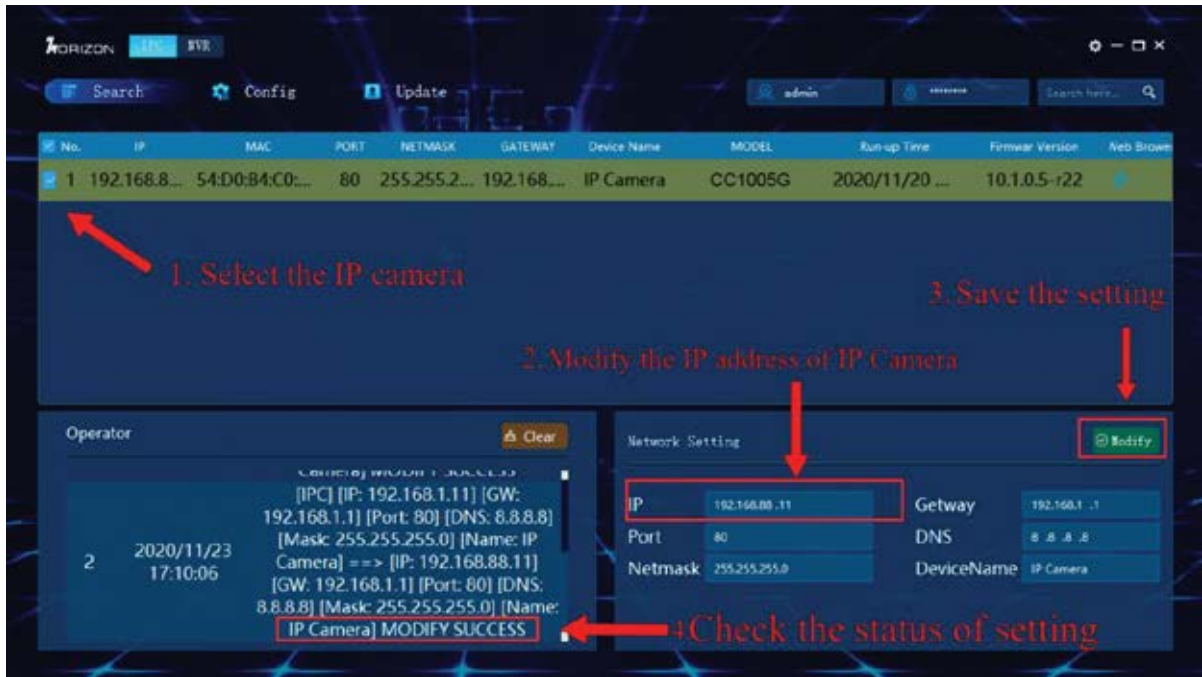 HORIZON IPC NVR
Search Config Update admin ******** Search here...
No. IP MAC PORT NETMASK GATEWAY Device Name MODEL Run-up Time Firmwar Version Web Brown
1 192.168.8... 54:D0:B4:C0:... 80 255.255.2... 192.168.... IP Camera CC1005G 2020/11/20 ... 10.1.0.5-r22
1. Select the IP camera
3. Save the setting
2. Modify the IP address of IP Camera
Operator Clear
Camera] MODIFY SUCCESS
[IPC] [IP: 192.168.1.11] [GW:
192.168.1.1] [Port: 80] [DNS: 8.8.8.8]
[Mask: 255.255.255.0] [Name: IP
Camera] ==> [IP: 192.168.88.11]
[GW: 192.168.1.1] [Port: 80] [DNS:
8.8.8.8] [Mask: 255.255.255.0] [Name:
IP Camera] MODIFY SUCCESS
2 2020/11/23
17:10:06
Network Setting Modify
IP 192.168.88 .11 Getway 192.168.1 .1
Port 80 DNS 8 .8 .8 .8
Netmask 255.255.255.0 DeviceName IP Camera
4Check the status of setting